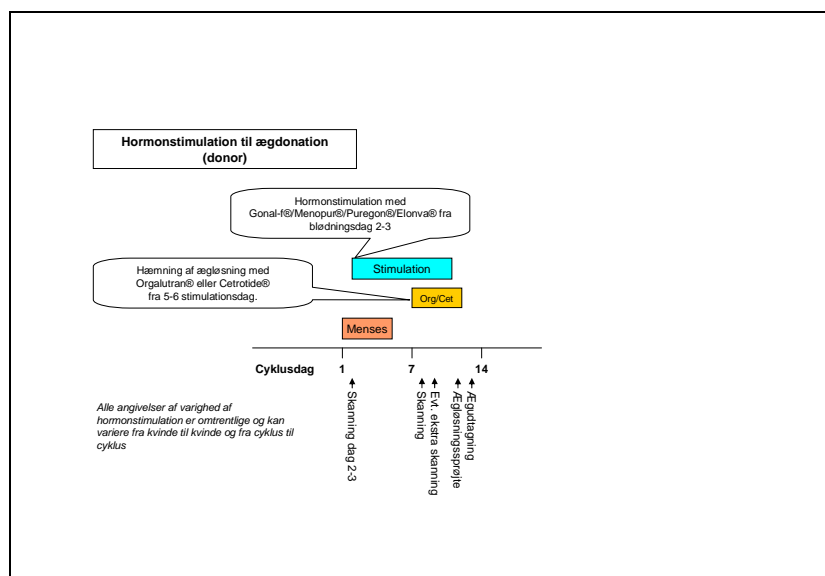 Hormonstimulation til ægdonation
(donor)
Hormonstimulation med
Gonal-f®/Menopur®/Puregon®/Elonva® fra
blødningsdag 2-3
Stimulation
Hæmning af ægløsning med
Orgalutran® eller Cetrotide®
fra 5-6 stimulationsdag.
Org/Cet
Menses
Cyklusdag 1 7 14
Skanning dag 2-3
Skanning
Evt. ekstra skanning
Ægløsningssprøjte
Ægudtagning
Alle angivelser af varighed af
hormonstimulation er omtrentlige og kan
variere fra kvinde til kvinde og fra cyklus til
cyklus